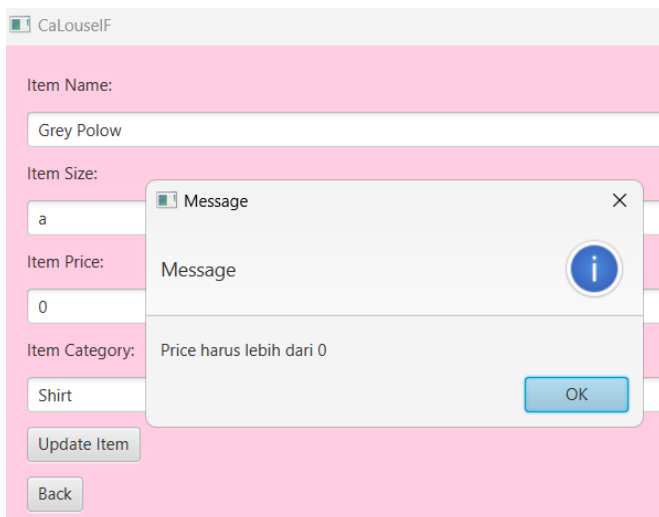 CaLouselF
Item Name:
Grey Polow
Item Size:
a
Message
Message
Item Price:
0
Price harus lebih dari 0
Item Category:
Shirt
OK
Update Item
Back